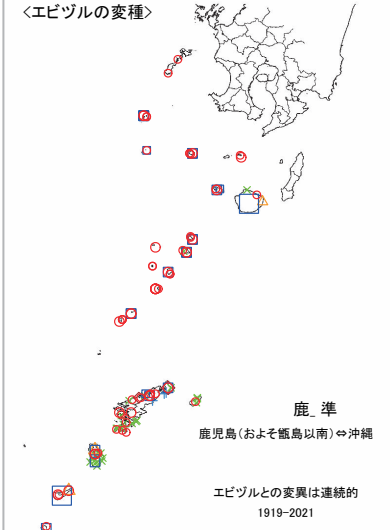 <エビヅルの変種>
鹿_準
鹿児島(およそ甑島以南)⇔沖縄
エビヅルとの変異は連続的
1919-2021